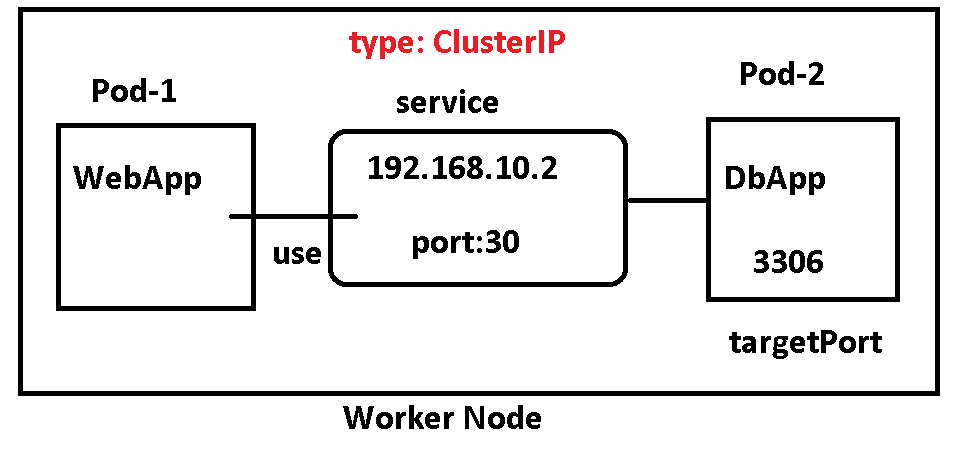 type: ClusterIP
Pod-1
service
Pod-2
WebApp
192.168.10.2
DbApp
use
port:30
3306
targetPort
Worker Node